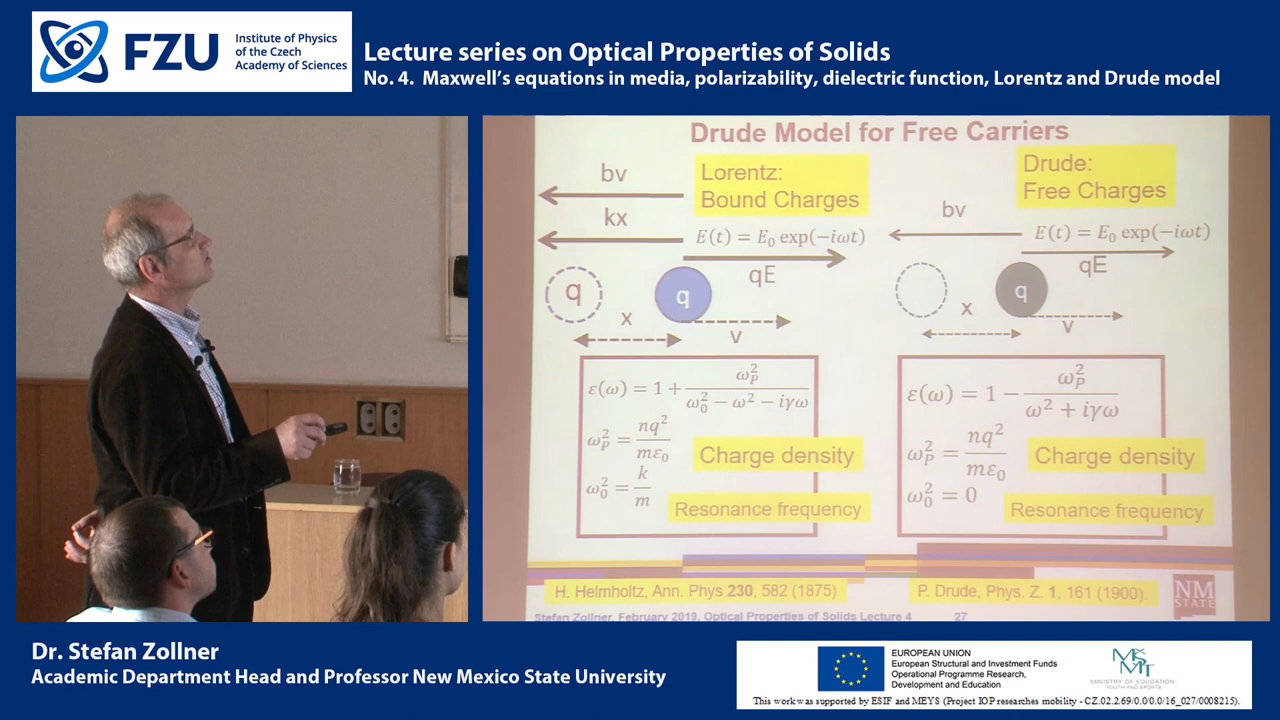 FZU
Institute of Physics
of the Czech
Academy of Sciences
Lecture series on Optical Properties of Solids
No. 4. Maxwell's equations in media, polarizability, dielectric function, Lorentz and Drude model
Drude Model for Free Carriers
bv
Lorentz:
Bound Charges
kx
E(t) = E₀ exp(−iωt)
qE
q
q
x
v
Drude:
Free Charges
bv
E(t) = E₀ exp(−iωt)
qE
q
x
v
ε(ω) = 1 + ω_P² / (ω₀² − ω² − iγω)
ω_P² = nq² / mε₀
Charge density
ω₀² = k / m
Resonance frequency
ε(ω) = 1 − ω_P² / (ω² + iγω)
ω_P² = nq² / mε₀
Charge density
ω₀² = 0
Resonance frequency
H. Helmholtz, Ann. Phys 230, 582 (1875)
P. Drude, Phys. Z. 1, 161 (1900).
NM
STATE
Stefan Zollner, February 2019, Optical Properties of Solids Lecture 4 27
Dr. Stefan Zollner
Academic Department Head and Professor New Mexico State University
EUROPEAN UNION
European Structural and Investment Funds
Operational Programme Research,
Development and Education
MŠMT
MINISTRY OF EDUCATION,
YOUTH AND SPORTS
This work was supported by ESIF and MEYS (Project IOP researches mobility - CZ.02.2.69/0.0/0.0/16_027/0008215).